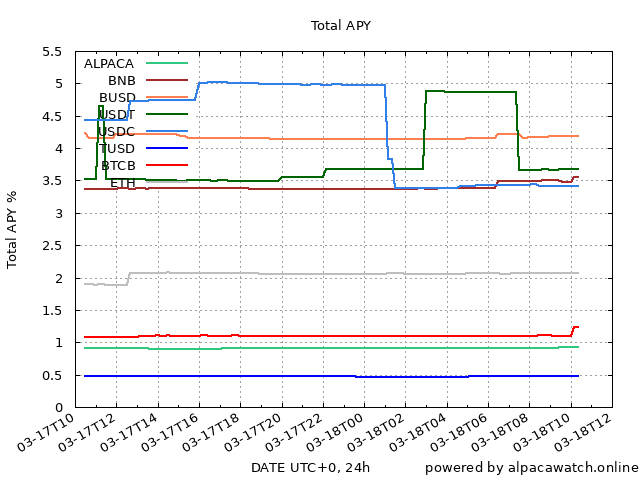 Total APY
5.5
5
4.5
4
3.5
3
2.5
2
1.5
1
0.5
0
Total APY %
ALPACA
BNB
BUSD
USDT
USDC
TUSD
BTCB
ETH
03-17T10
03-17T12
03-17T14
03-17T16
03-17T18
03-17T20
03-17T22
03-18T00
03-18T02
03-18T04
03-18T06
03-18T08
03-18T10
03-18T12
DATE UTC+0, 24h
powered by alpacawatch.online